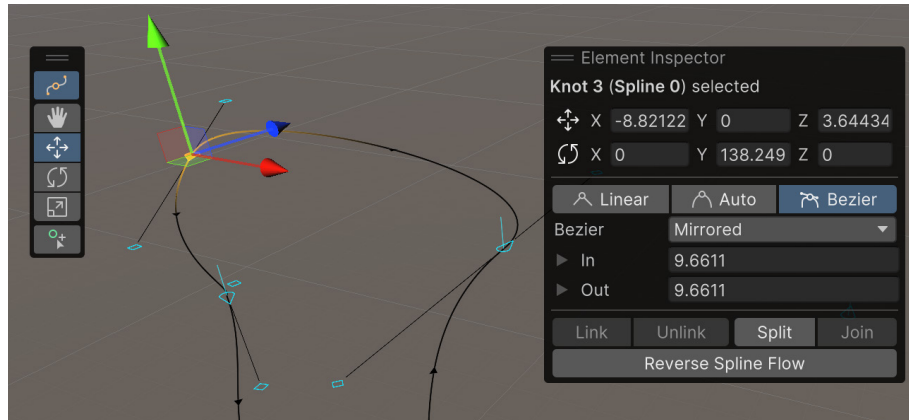 Element Inspector
Knot 3 (Spline 0) selected
X -8.82122 Y 0 Z 3.64434
X 0 Y 138.249 Z 0
Linear Auto Bezier
Bezier Mirrored
In 9.6611
Out 9.6611
Link Unlink Split Join
Reverse Spline Flow